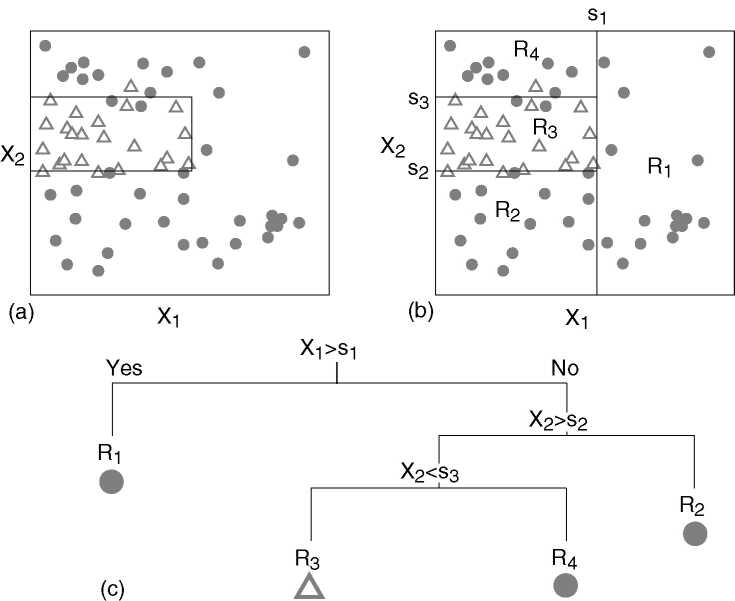 s1
R4
s3
R3
X2
X2
s2
R1
R2
(a)
X1
(b)
X1
X1>s1
Yes
No
X2>s2
R1
X2<s3
R2
R3
R4
(c)